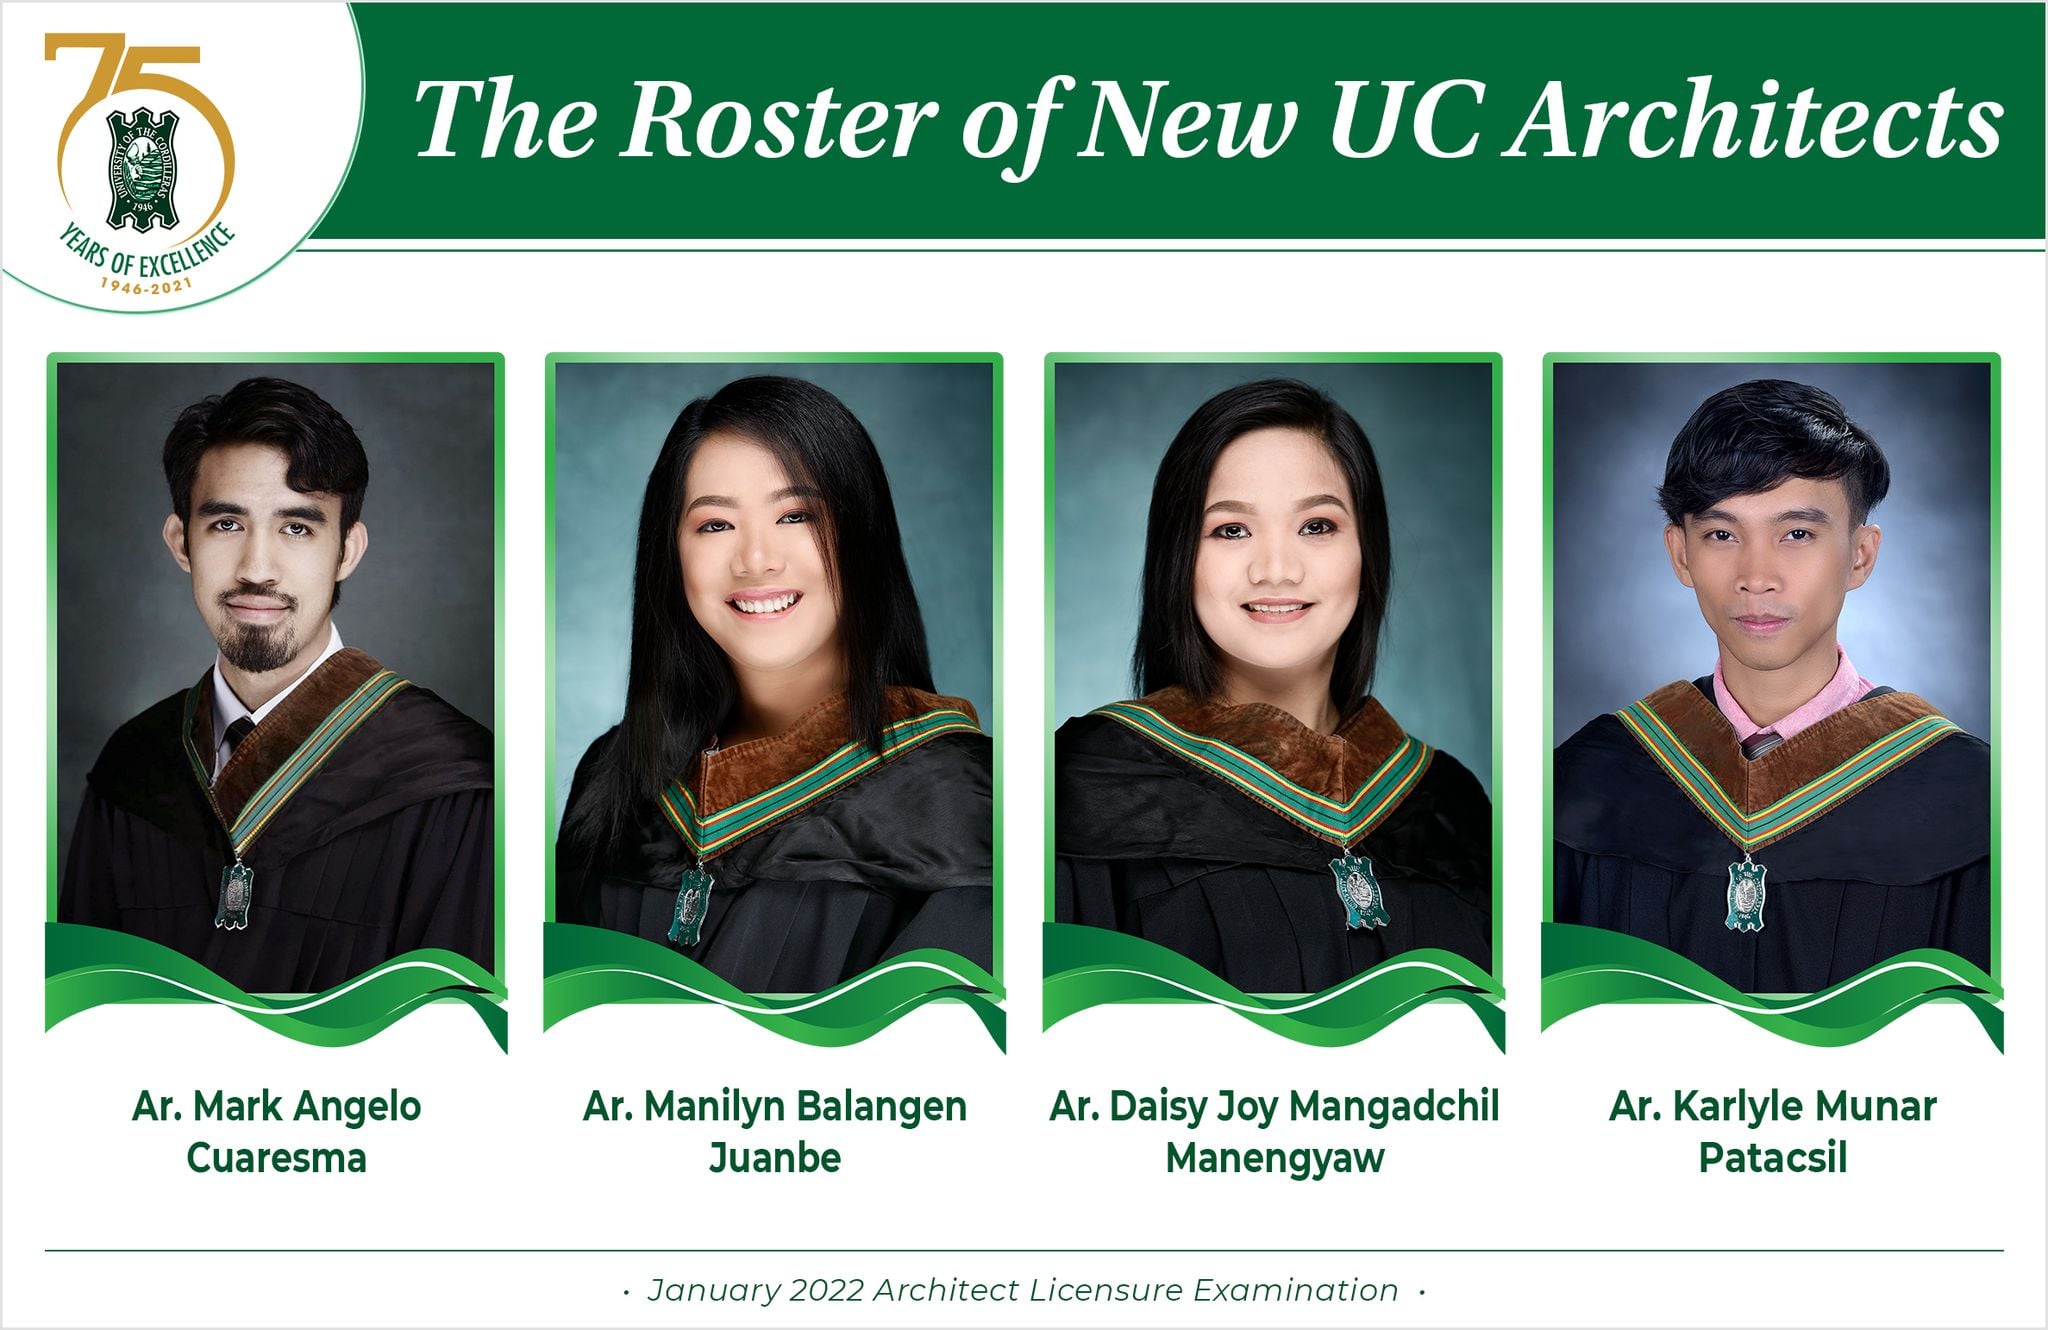 75
UNIVERSITY OF THE CORDILLERAS
• 1946 •
YEARS OF EXCELLENCE
1946-2021
The Roster of New UC Architects
Ar. Mark Angelo
Cuaresma
Ar. Manilyn Balangen
Juanbe
Ar. Daisy Joy Mangadchil
Manengyaw
Ar. Karlyle Munar
Patacsil
• January 2022 Architect Licensure Examination •